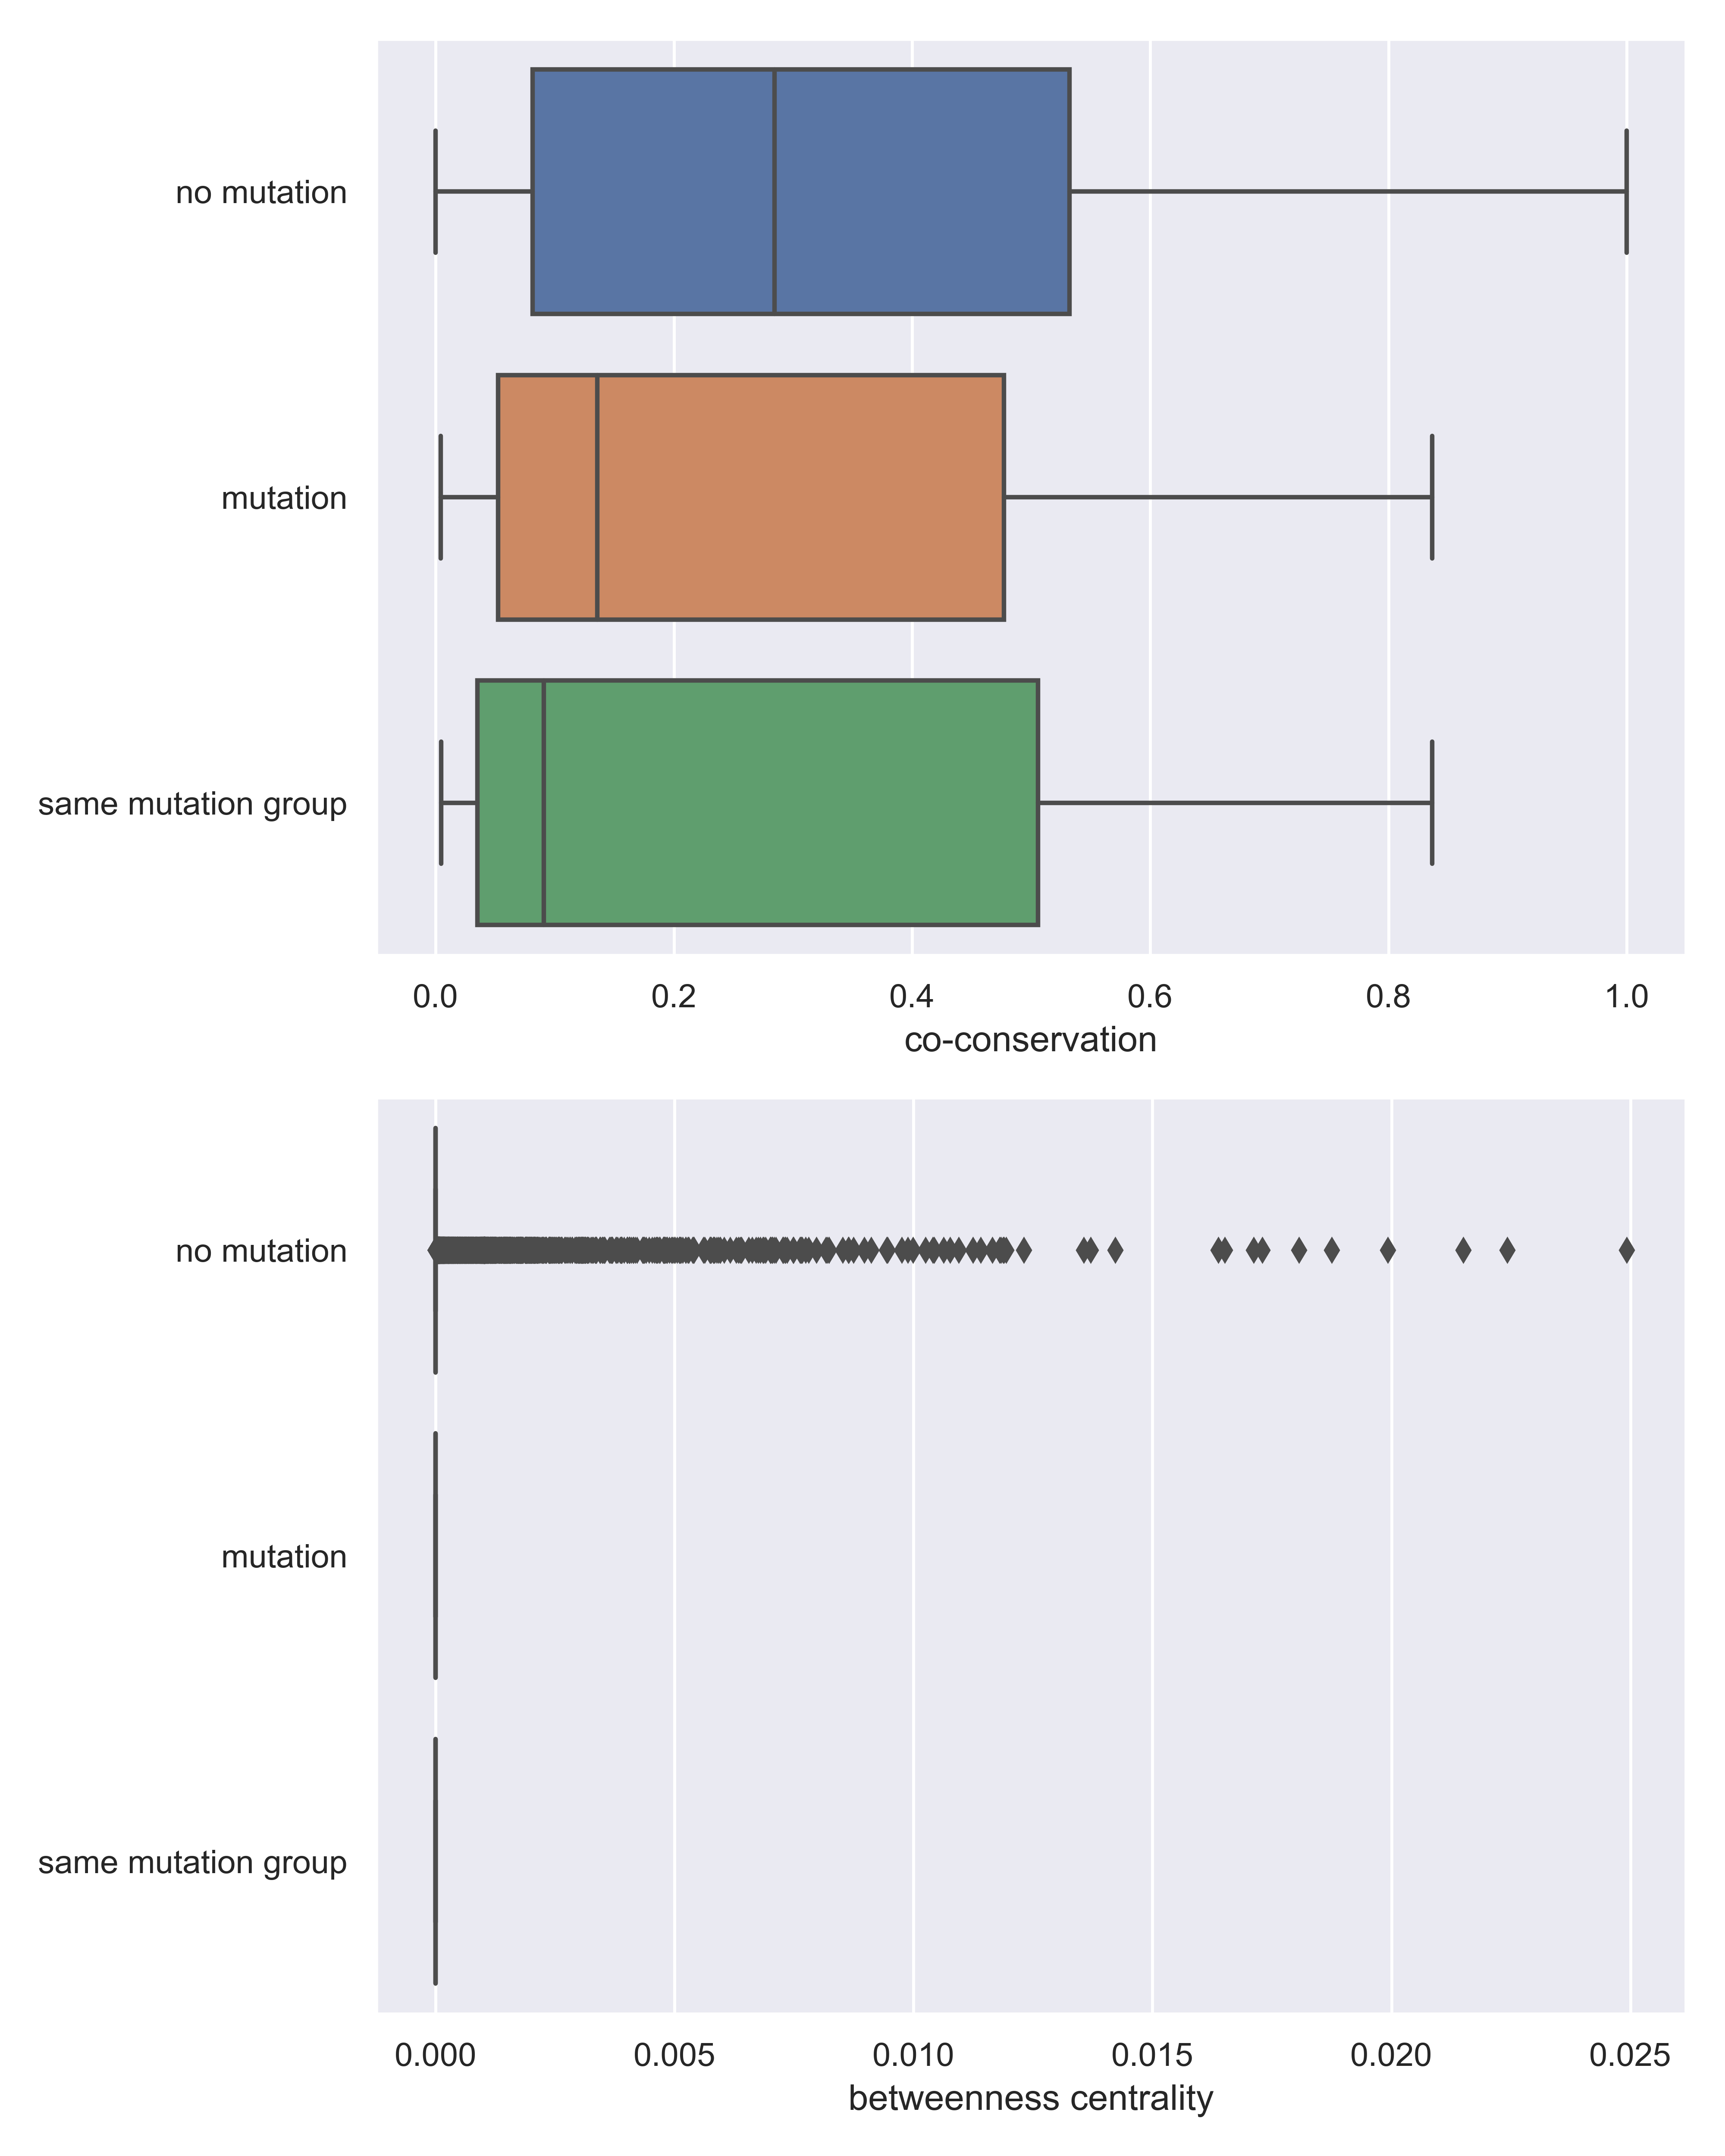 no mutation
mutation
same mutation group
0.0 0.2 0.4 0.6 0.8 1.0
co-conservation
no mutation
mutation
same mutation group
0.000 0.005 0.010 0.015 0.020 0.025
betweenness centrality